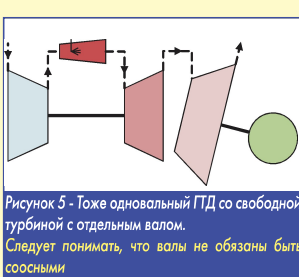 Рисунок 5 - Тоже одновальный ГТД со свободной
турбиной с отдельным валом.
Следует понимать, что валы не обязаны быть
соосными